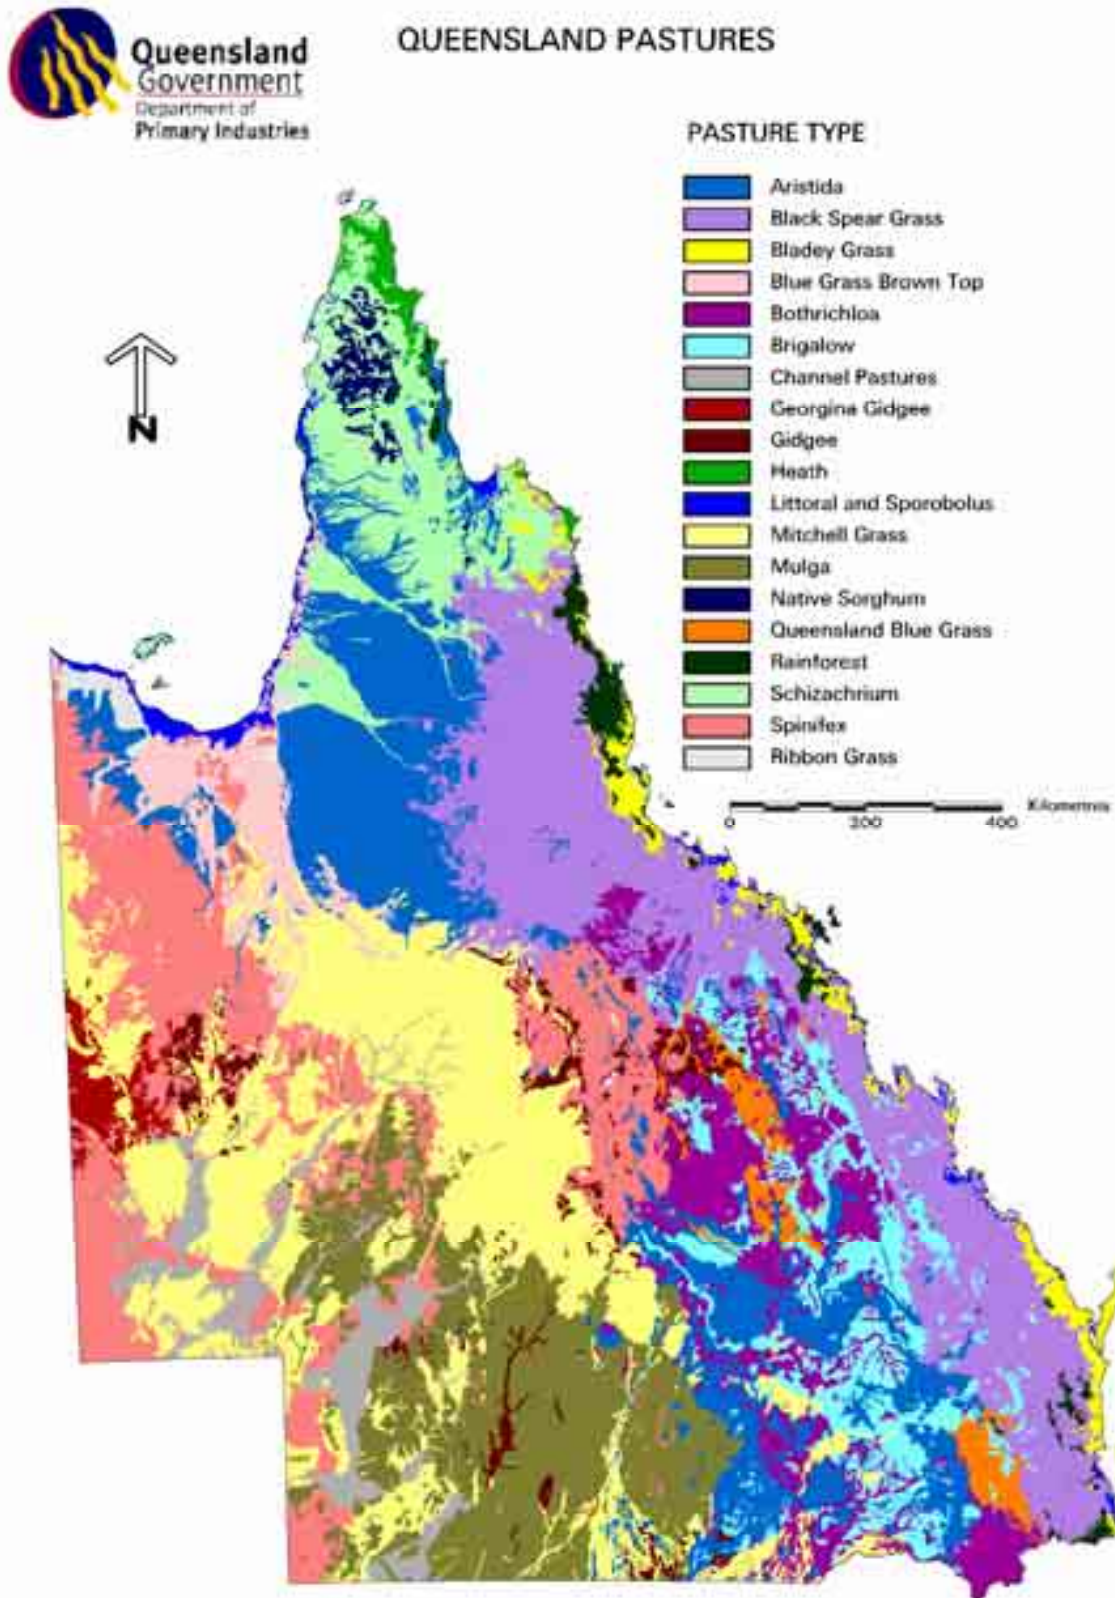 Queensland
Government
Department of
Primary Industries
QUEENSLAND PASTURES
PASTURE TYPE
Aristida
Black Spear Grass
Bladey Grass
Blue Grass Brown Top
Bothrichloa
Brigalow
Channel Pastures
Georgina Gidgee
Gidgee
Heath
Littoral and Sporobolus
Mitchell Grass
Mulga
Native Sorghum
Queensland Blue Grass
Rainforest
Schizachrium
Spinifex
Ribbon Grass
N
Kilometres
0 200 400